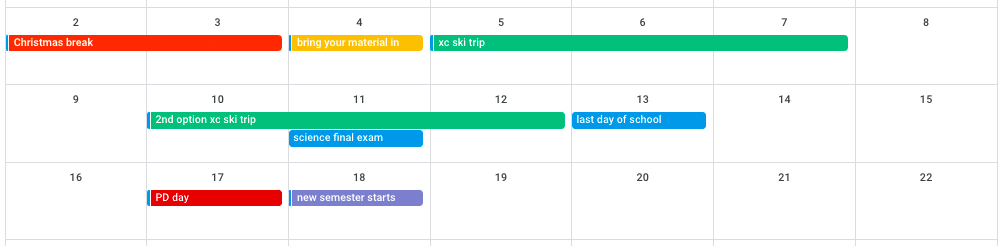 2 3 4 5 6 7 8
Christmas break bring your material in xc ski trip
9 10 11 12 13 14 15
2nd option xc ski trip last day of school
science final exam
16 17 18 19 20 21 22
PD day new semester starts